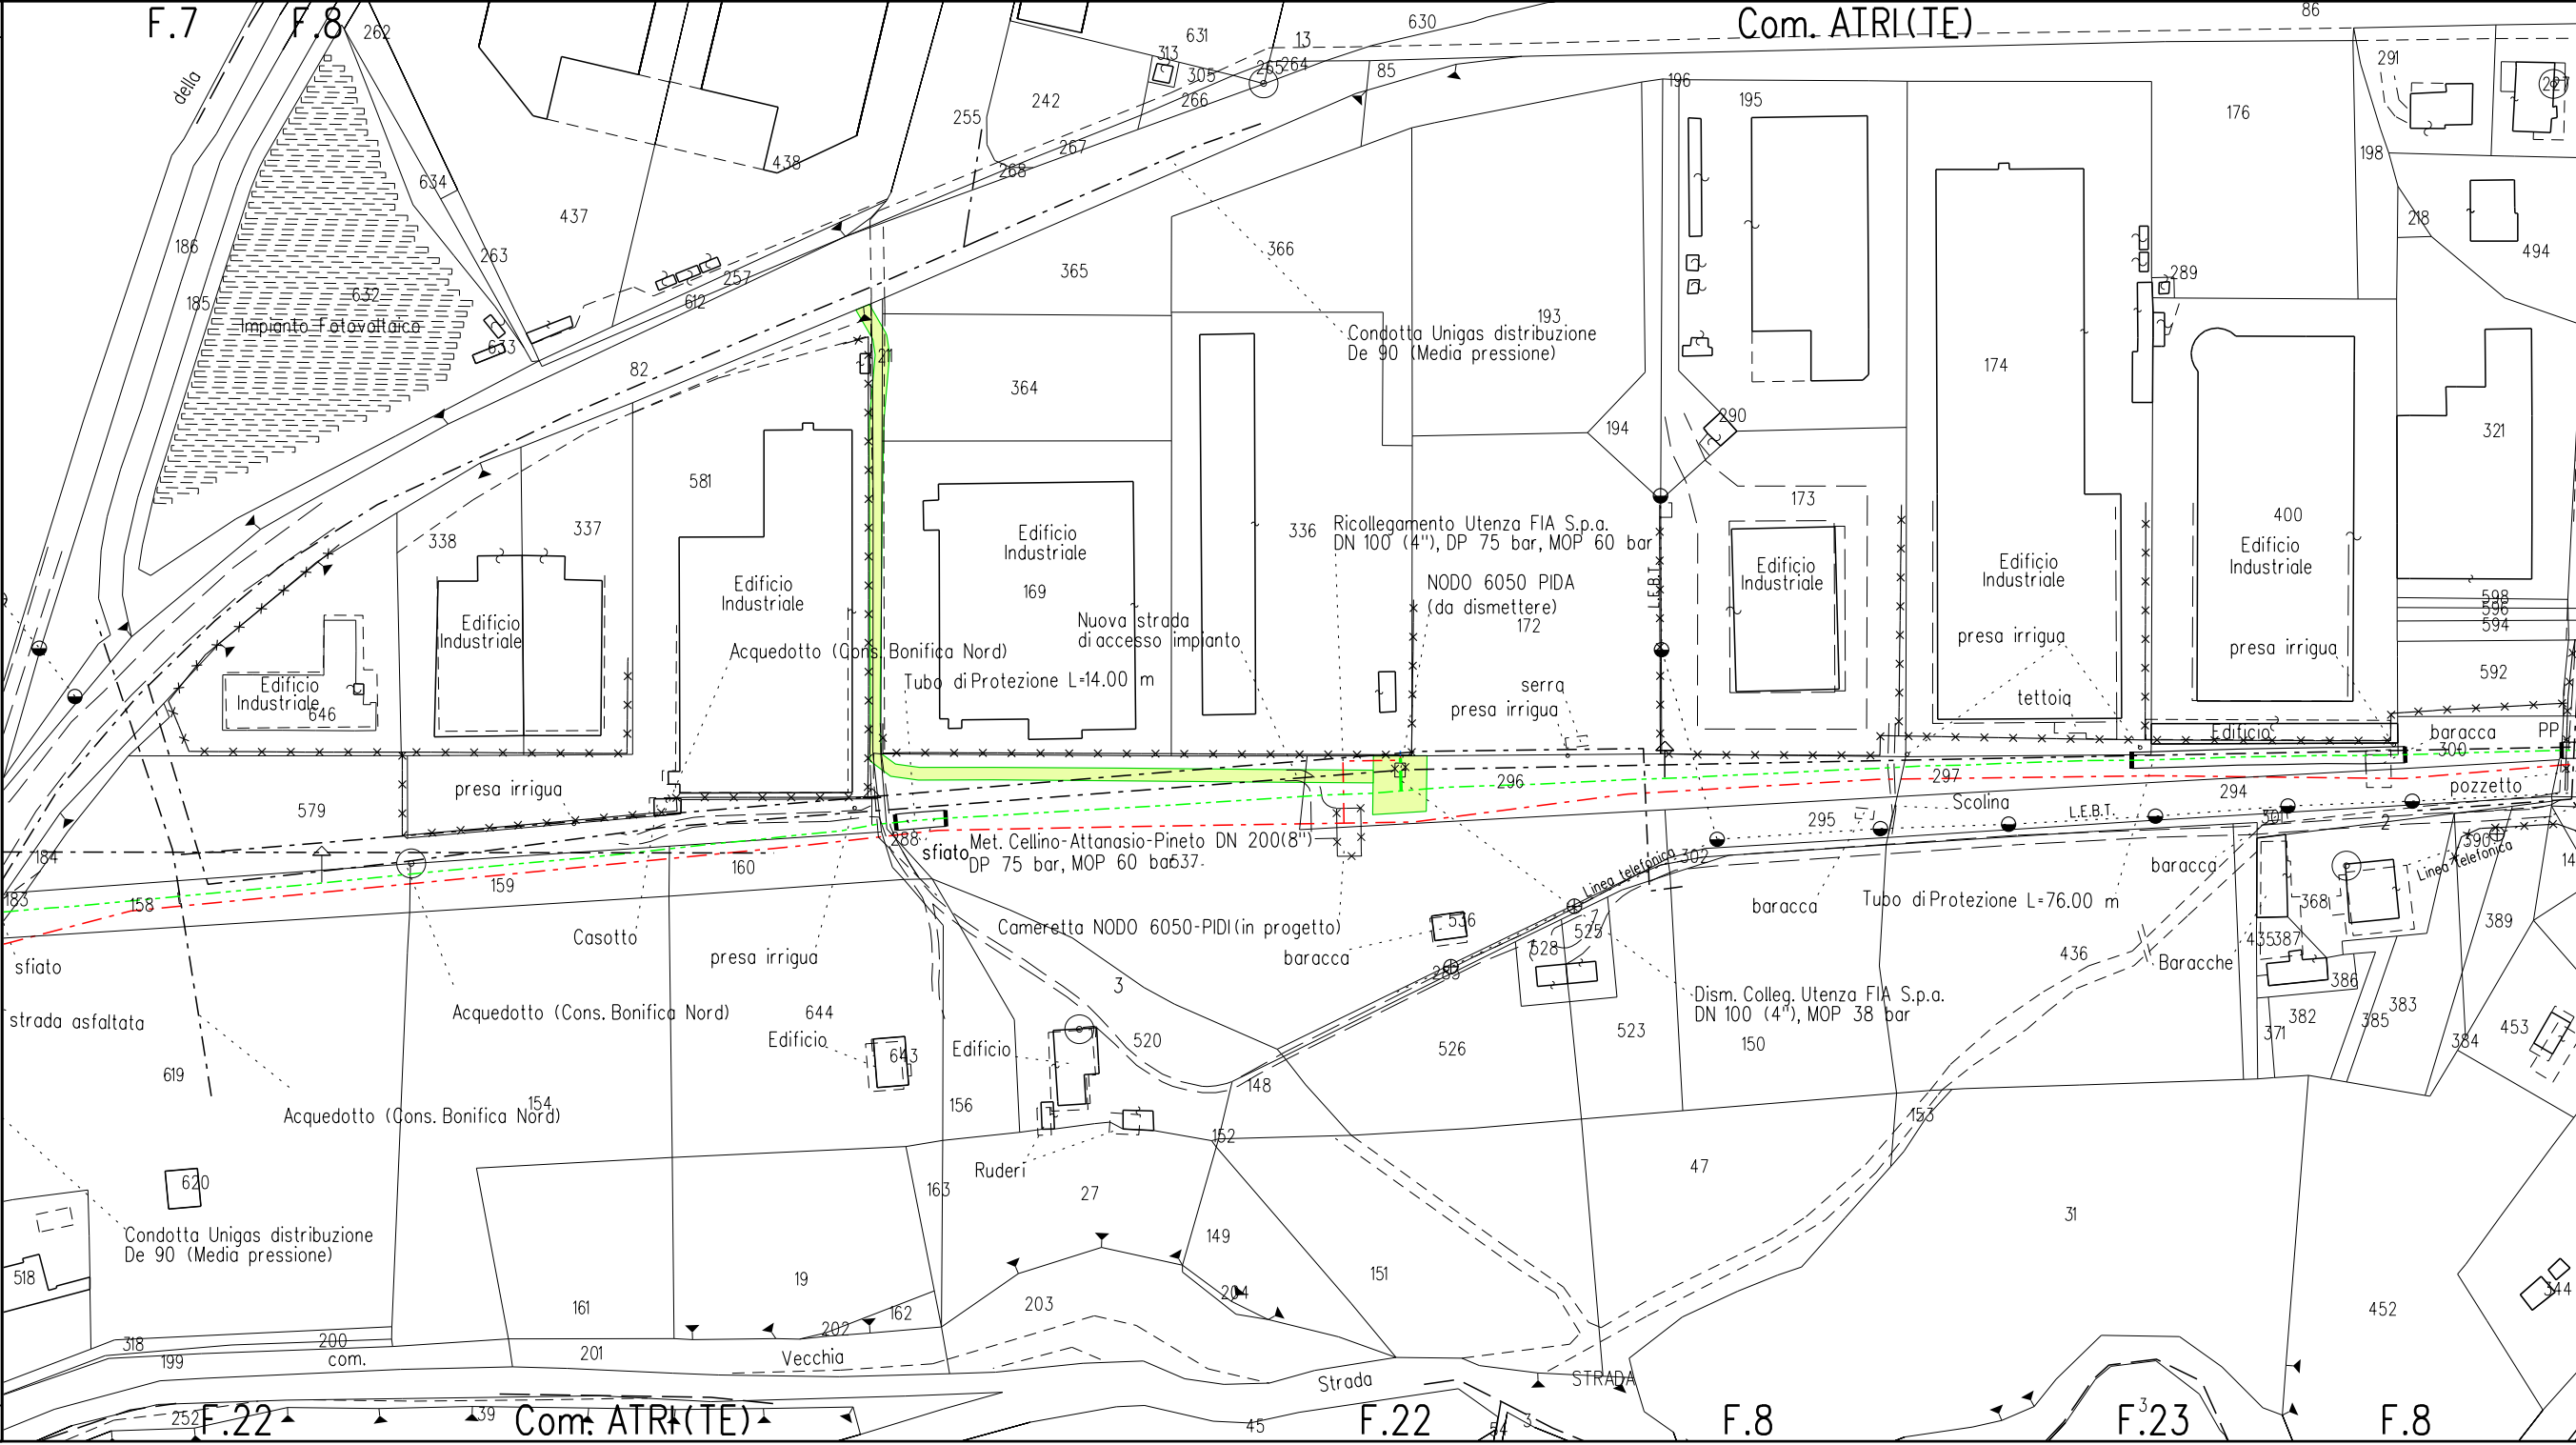 F.7
F.8
Com. ATRI(TE)
86
262
della
631
13
630
313
305
265
264
85
196
195
291
227
242
266
255
176
267
268
438
198
634
437
186
263
218
494
366
365
257
612
289
185
632
Impianto Fotovoltaico
633
193
Condotta Unigas distribuzione
De 90 (Media pressione)
211
82
364
174
194
290
321
581
173
338
337
336
Ricollegamento Utenza FIA S.p.a.
DN 100 (4"), DP 75 bar, MOP 60 bar
400
Edificio
Industriale
Edificio
Industriale
Edificio
Industriale
Edificio
Industriale
Edificio
Industriale
NODO 6050 PIDA
(da dismettere)
172
L.E.B.T.
169
598
596
594
Edificio
Industriale
Nuova strada
di accesso impianto
Acquedotto (Cons. Bonifica Nord)
presa irrigua
presa irrigua
592
Tubo di Protezione L=14.00 m
Edificio
Industriale
646
serra
presa irrigua
tettoia
Edificio
baracca
300
PP
296
297
presa irrigua
294
pozzetto
579
Scolina
295
L.E.B.T.
301
2
288
sfiato
Met. Cellino-Attanasio-Pineto DN 200(8")
DP 75 bar, MOP 60 bar
537
184
160
159
302
390
Linea telefonica
Linea telefonica
14
baracca
183
158
Tubo di Protezione L=76.00 m
baracca
368
389
Casotto
Cameretta NODO 6050-PIDI(in progetto)
536
525
528
baracca
presa irrigua
sfiato
435
387
436
Baracche
386
3
Dism. Colleg. Utenza FIA S.p.a.
DN 100 (4"), MOP 38 bar
383
382
385
371
384
453
strada asfaltata
Acquedotto (Cons. Bonifica Nord)
644
Edificio
643
Edificio
520
526
523
150
619
148
154
Acquedotto (Cons. Bonifica Nord)
156
152
153
Ruderi
47
620
163
27
31
149
Condotta Unigas distribuzione
De 90 (Media pressione)
518
19
151
204
344
161
162
203
452
202
318
200
199
com.
201
Vecchia
Strada
STRADA
252
F.22
39
Com. ATRI(TE)
45
F.22
54
3
F.8
3
F.23
F.8